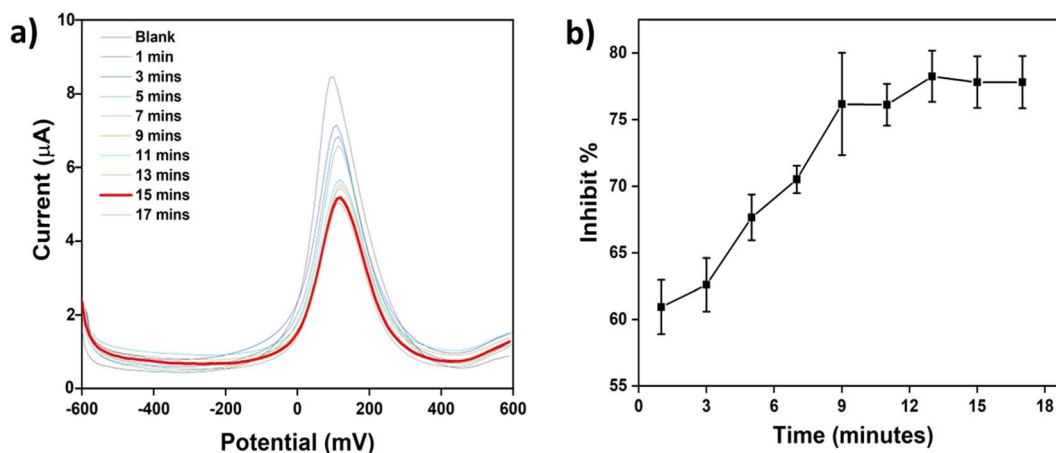 a)
Current (μA)
10
8
6
4
2
0
Blank
1 min
3 mins
5 mins
7 mins
9 mins
11 mins
13 mins
15 mins
17 mins
-600 -400 -200 0 200 400 600
Potential (mV)
b)
Inhibit %
80
75
70
65
60
55
0 3 6 9 12 15 18
Time (minutes)